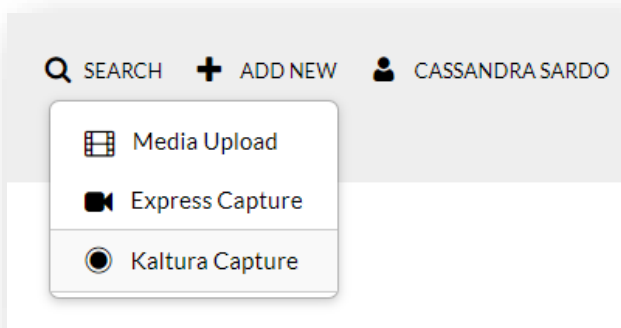 SEARCH ADD NEW CASSANDRA SARDO
Media Upload
Express Capture
Kaltura Capture